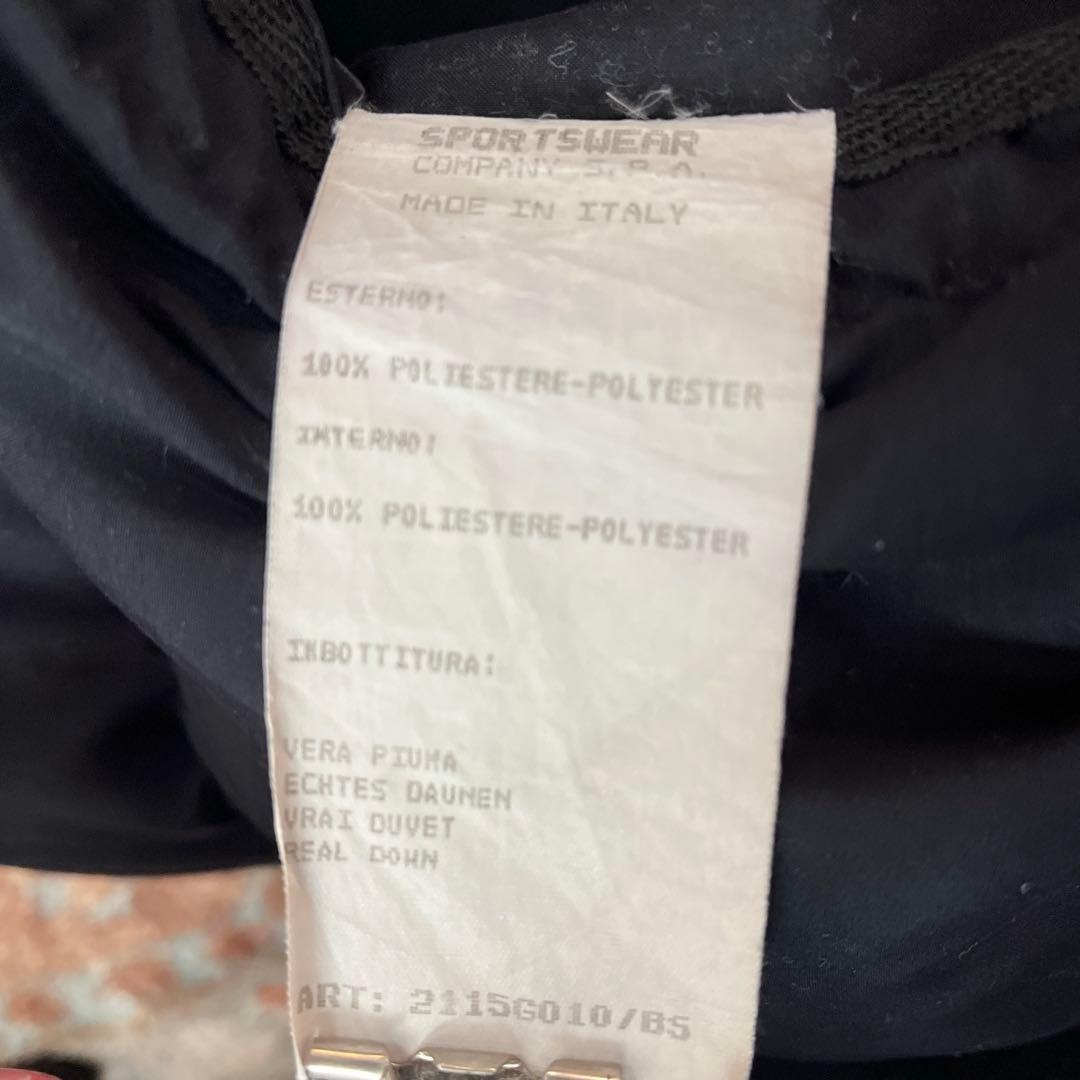 SPORTSWEAR
COMPANY S.P.A.
MADE IN ITALY
ESTERNO:
100% POLIESTERE-POLYESTER
INTERNO:
100% POLIESTERE-POLYESTER
IMBOTTITURA:
VERA PIUMA
ECHTES DAUNEN
VRAI DUVET
REAL DOWN
ART: 2115G010/BS